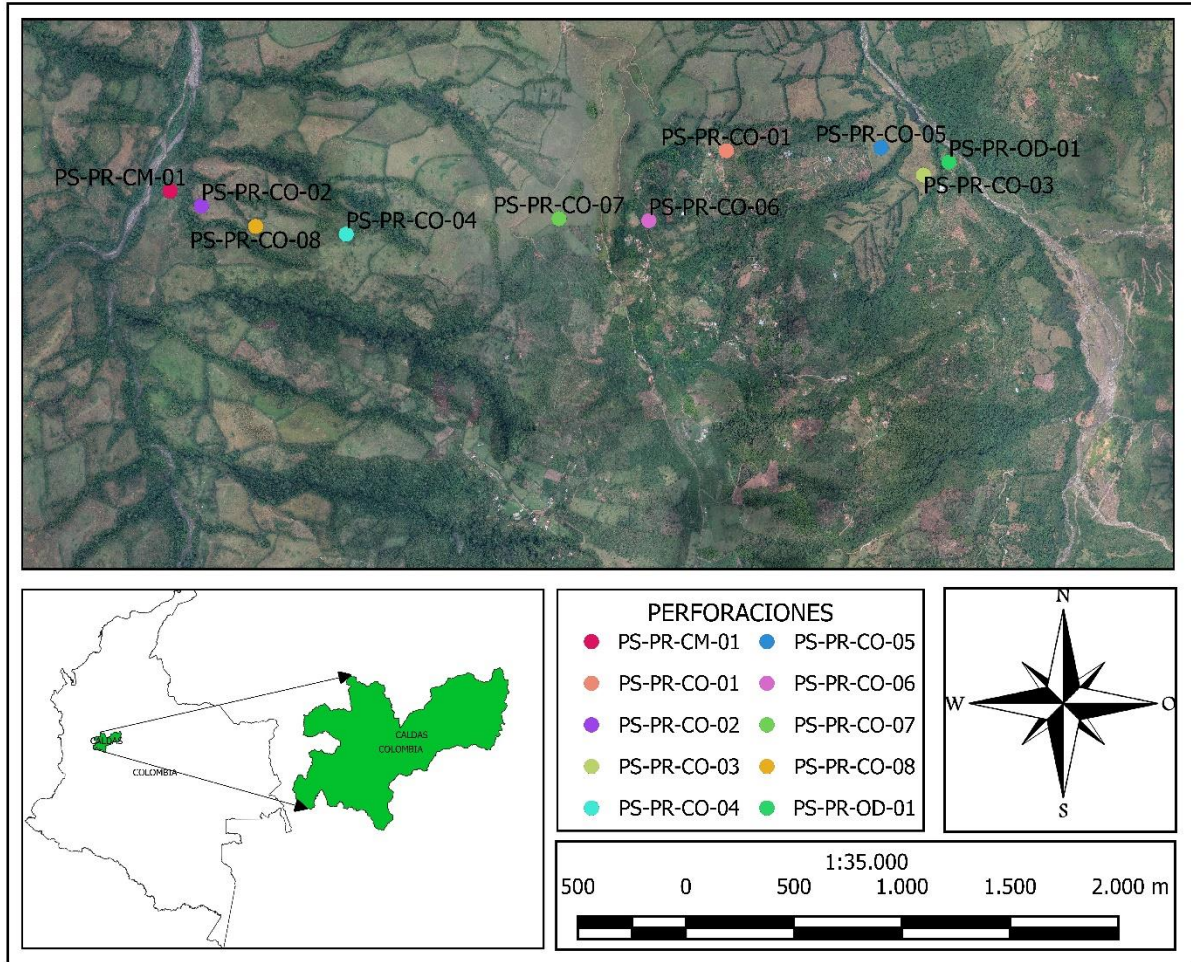 PS-PR-CO-01
PS-PR-CO-05
PS-PR-OD-01
PS-PR-CM-01
PS-PR-CO-02
PS-PR-CO-03
PS-PR-CO-04
PS-PR-CO-07
PS-PR-CO-06
PS-PR-CO-08
CALDAS
COLOMBIA
CALDAS
COLOMBIA
PERFORACIONES
PS-PR-CM-01
PS-PR-CO-05
PS-PR-CO-01
PS-PR-CO-06
PS-PR-CO-02
PS-PR-CO-07
PS-PR-CO-03
PS-PR-CO-08
PS-PR-CO-04
PS-PR-OD-01
N
W
O
S
1:35.000
500 0 500 1.000 1.500 2.000 m